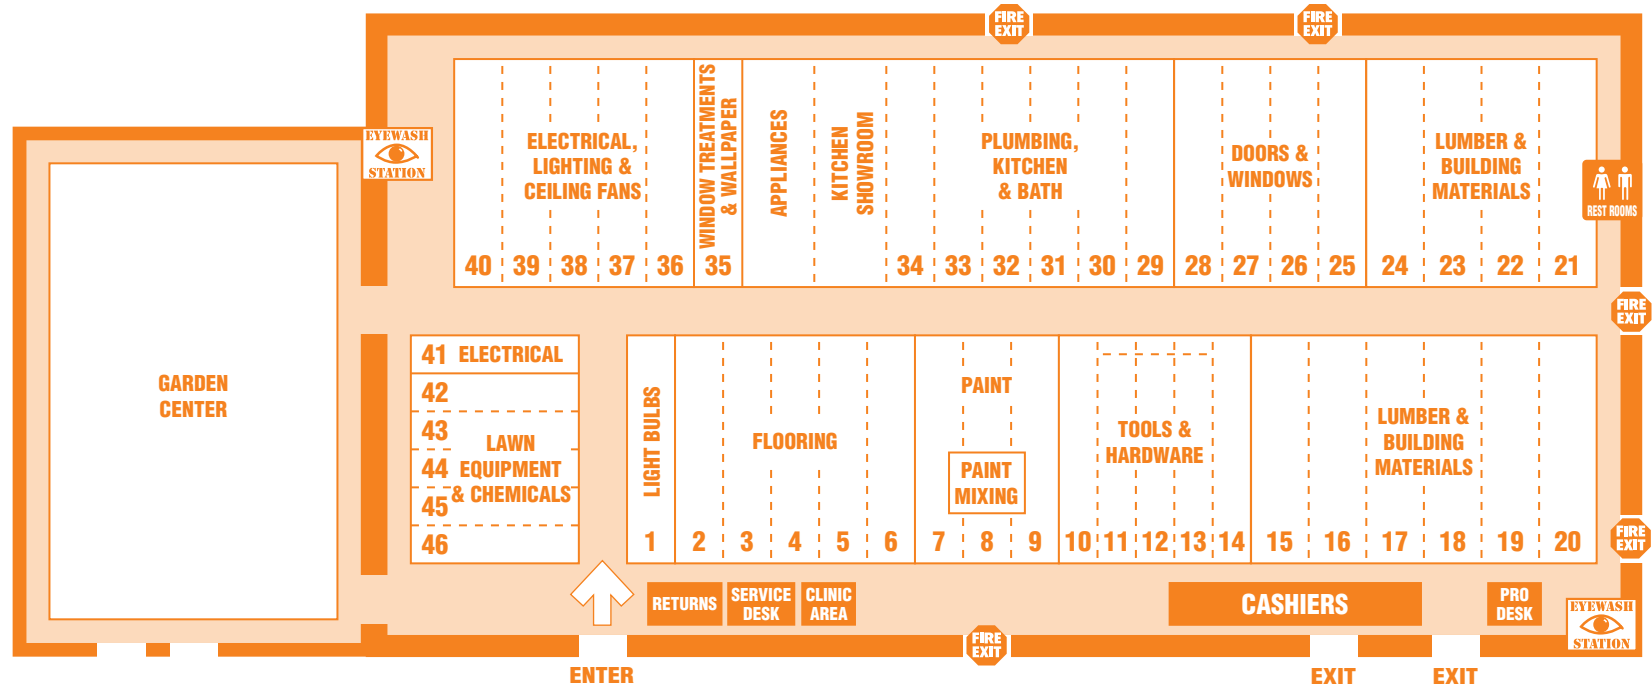 FIRE
EXIT
FIRE
EXIT
EYEWASH
STATION
ELECTRICAL,
LIGHTING &
CEILING FANS
WINDOW TREATMENTS
& WALLPAPER
APPLIANCES
KITCHEN
SHOWROOM
PLUMBING,
KITCHEN
& BATH
DOORS &
WINDOWS
LUMBER &
BUILDING
MATERIALS
REST ROOMS
40 39 38 37 36 35 34 33 32 31 30 29 28 27 26 25 24 23 22 21
FIRE
EXIT
GARDEN
CENTER
41 ELECTRICAL
42
43
44
45
46
LAWN
EQUIPMENT
& CHEMICALS
LIGHT BULBS
FLOORING
PAINT
PAINT
MIXING
TOOLS &
HARDWARE
LUMBER &
BUILDING
MATERIALS
1 2 3 4 5 6 7 8 9 10 11 12 13 14 15 16 17 18 19 20
FIRE
EXIT
RETURNS
SERVICE
DESK
CLINIC
AREA
CASHIERS
PRO
DESK
EYEWASH
STATION
FIRE
EXIT
ENTER
EXIT
EXIT